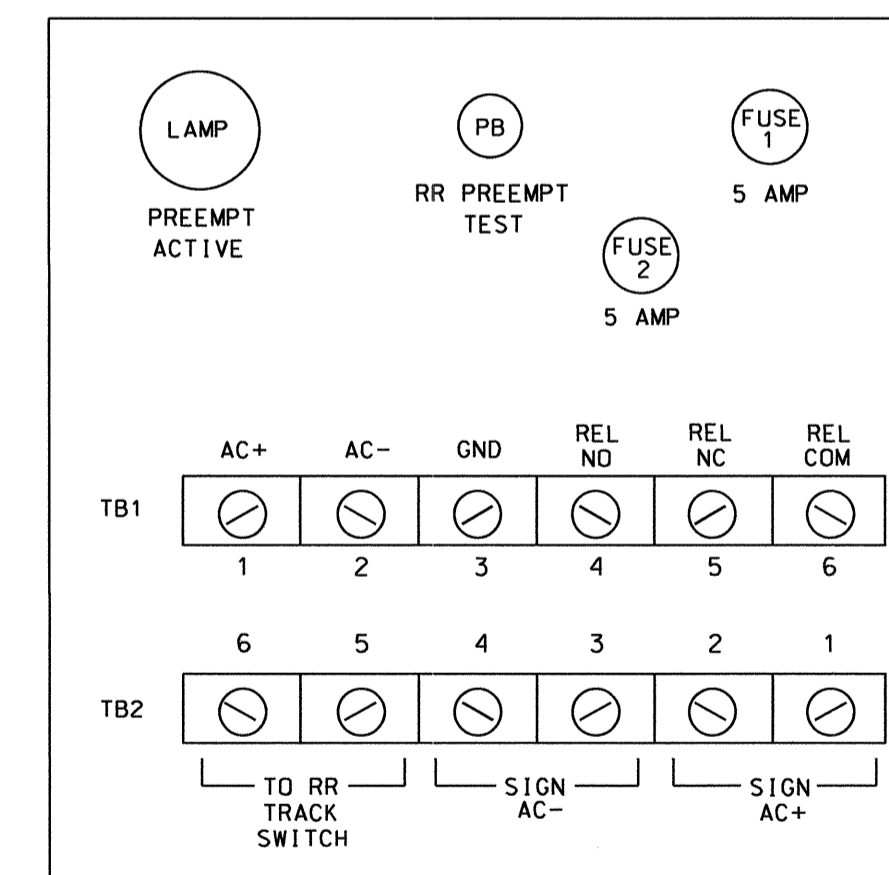 LAMP
PREEMPT
ACTIVE
PB
RR PREEMPT
TEST
FUSE
1
5 AMP
FUSE
2
5 AMP
AC+
AC-
GND
REL
NO
REL
NC
REL
COM
TB1
1 2 3 4 5 6
6 5 4 3 2 1
TB2
TO RR
TRACK
SWITCH
SIGN
AC-
SIGN
AC+